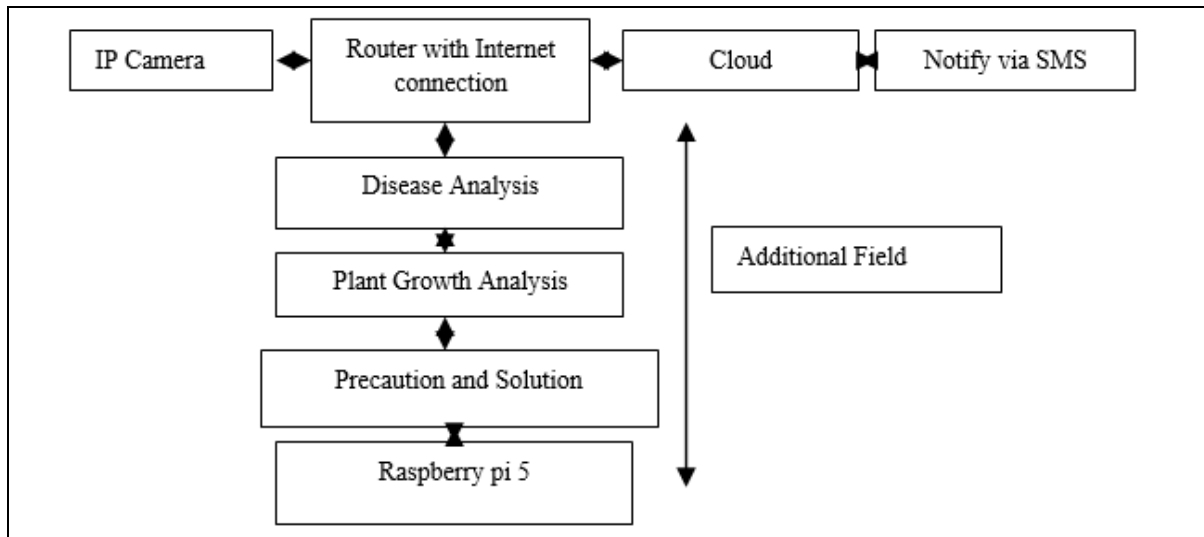 IP Camera
Router with Internet
connection
Cloud
Notify via SMS
Disease Analysis
Plant Growth Analysis
Additional Field
Precaution and Solution
Raspberry pi 5